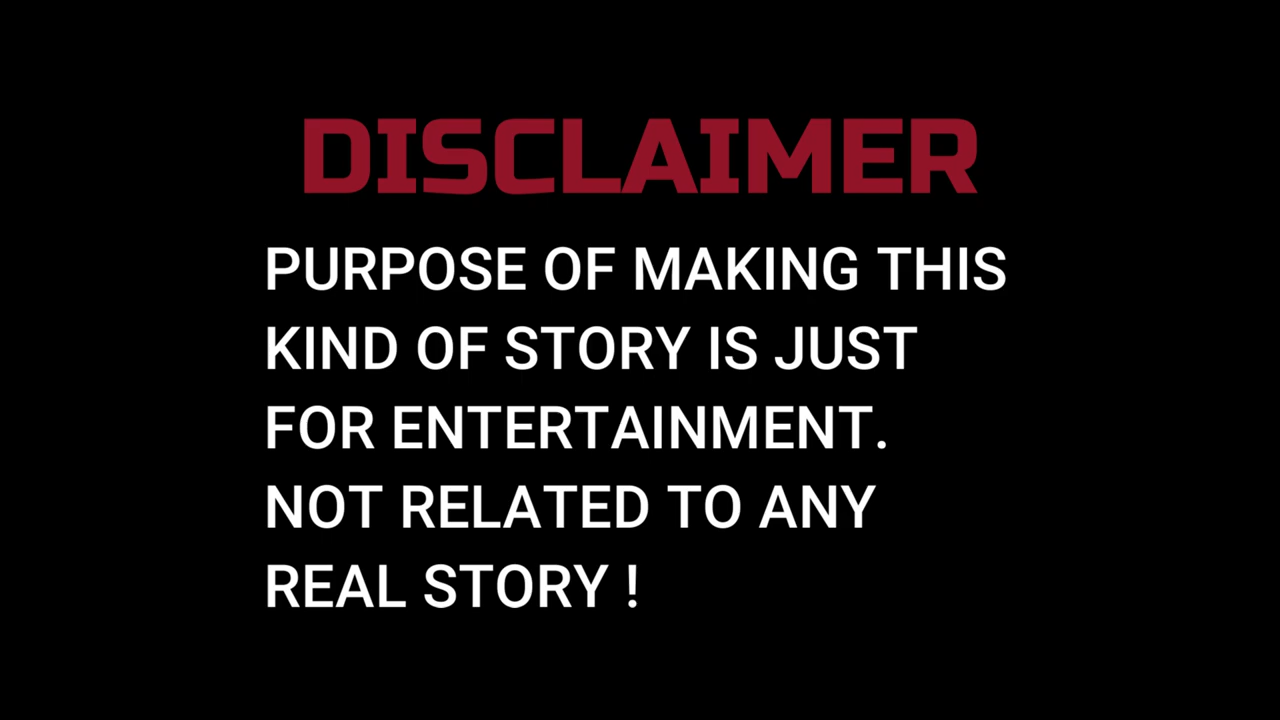 DISCLAIMER
PURPOSE OF MAKING THIS
KIND OF STORY IS JUST
FOR ENTERTAINMENT.
NOT RELATED TO ANY
REAL STORY !